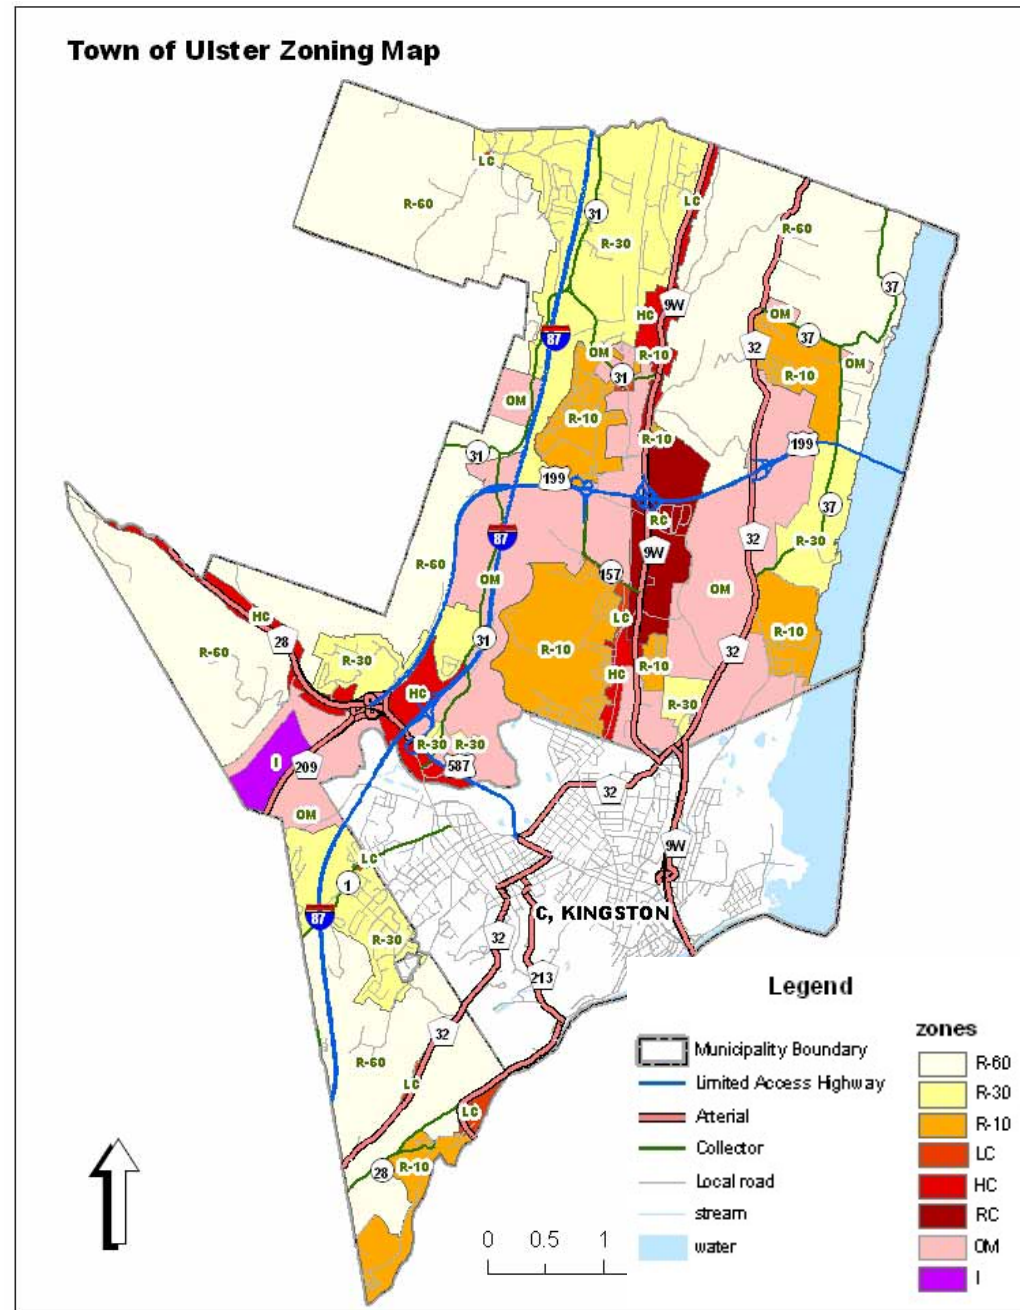 Town of Ulster Zoning Map
LC
R-60
31
R-30
LC
R-60
37
9W
HC
OM
37
87
32
OM
R-10
OM
31
R-10
OM
R-10
R-10
199
31
199
87
RC
37
9W
32
R-30
R-60
OM
157
OM
HC
28
LC
R-10
31
R-60
R-30
R-10
32
R-10
HC
HC
R-30
R-30
R-30
587
I
209
32
OM
9W
LC
1
87
C, KINGSTON
R-30
32
213
32
R-60
LC
LC
28
R-10
0 0.5 1
Legend
Municipality Boundary
Limited Access Highway
Arterial
Collector
Local road
stream
water
zones
R-60
R-30
R-10
LC
HC
RC
OM
I